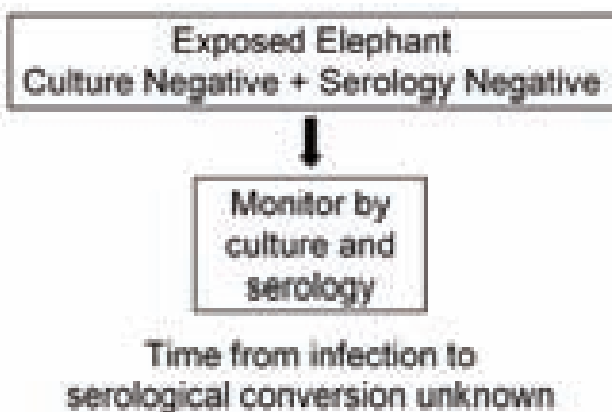 Exposed Elephant
Culture Negative + Serology Negative
Monitor by
culture and
serology
Time from infection to
serological conversion unknown